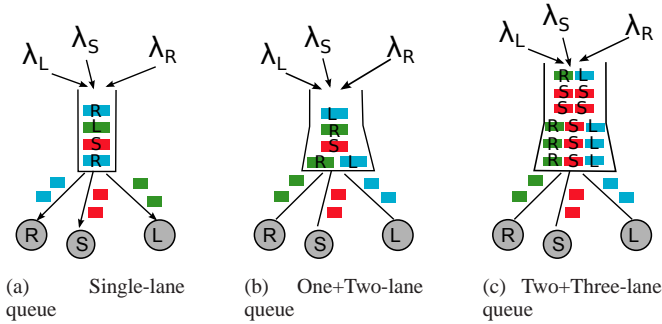 λL λS λR
R
L
S
R
R S L
(a) Single-lane
queue
λL λS λR
L
R
S
R L
R S L
(b) One+Two-lane
queue
λL λS λR
R L
S S
S S
R S L
R S L
R S L
R S L
(c) Two+Three-lane
queue